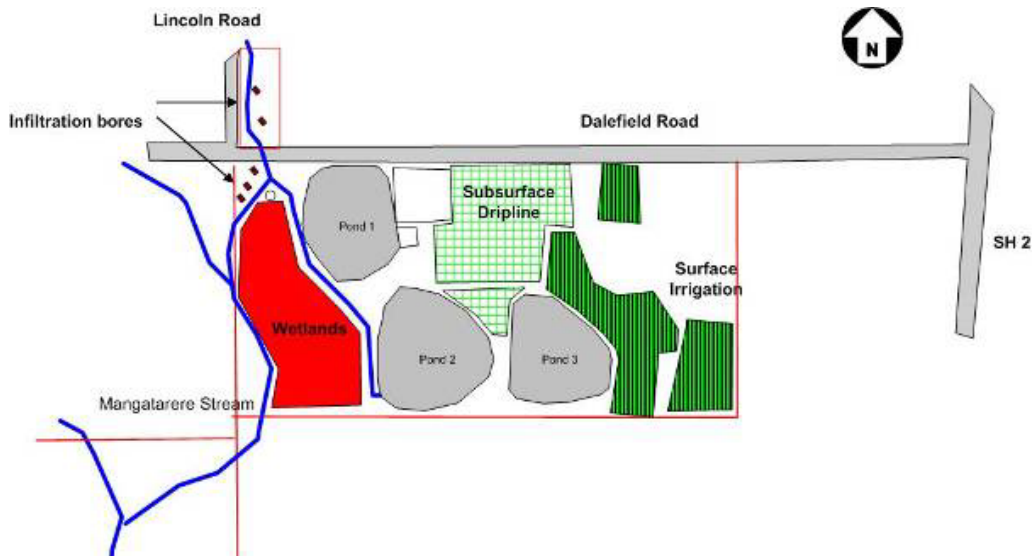 Lincoln Road
N
Infiltration bores
Dalefield Road
Subsurface
Dripline
Pond 1
SH 2
Surface
Irrigation
Wetlands
Pond 2
Pond 3
Mangatarere Stream